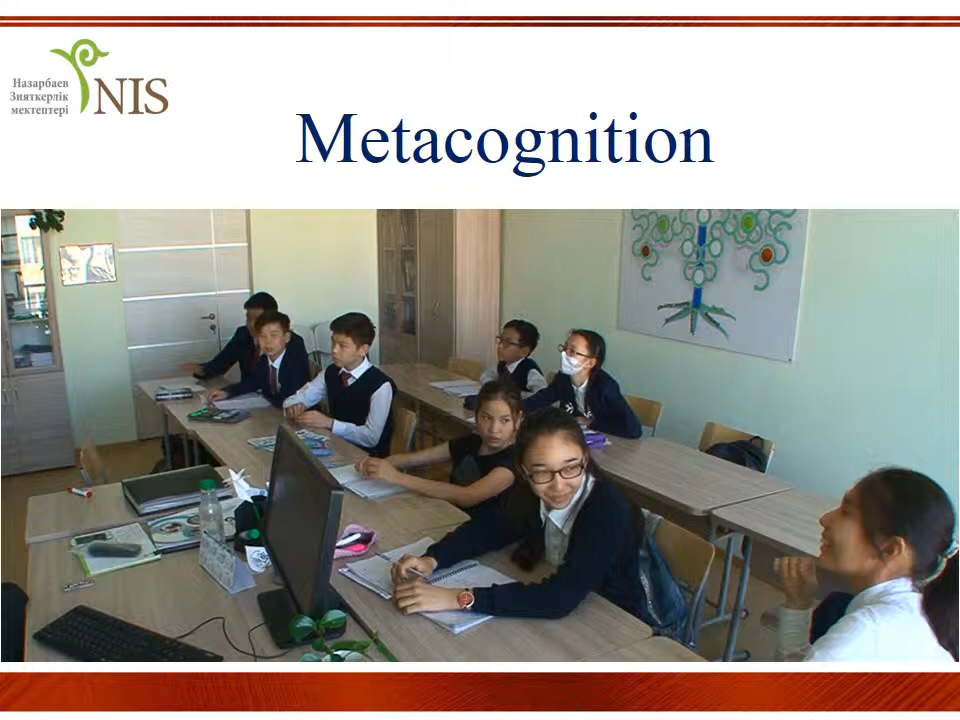 Назарбаев
Зияткерлік
мектептері
NIS
Metacognition